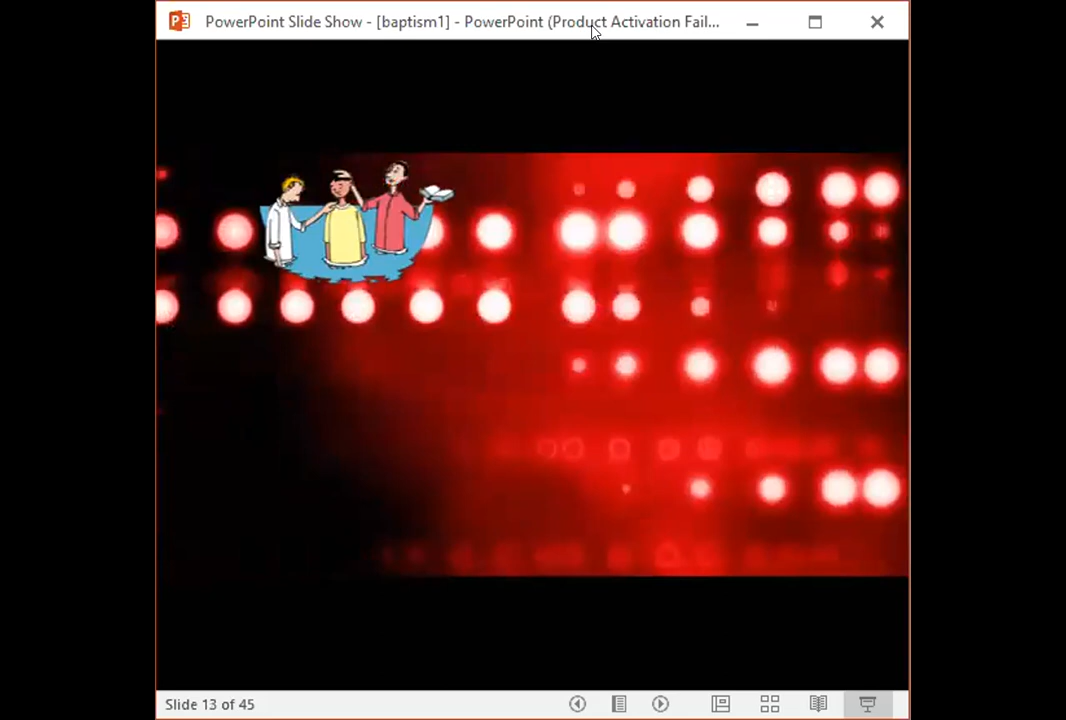 PowerPoint Slide Show - [baptism1] - PowerPoint (Product Activation Fail...
Slide 13 of 45